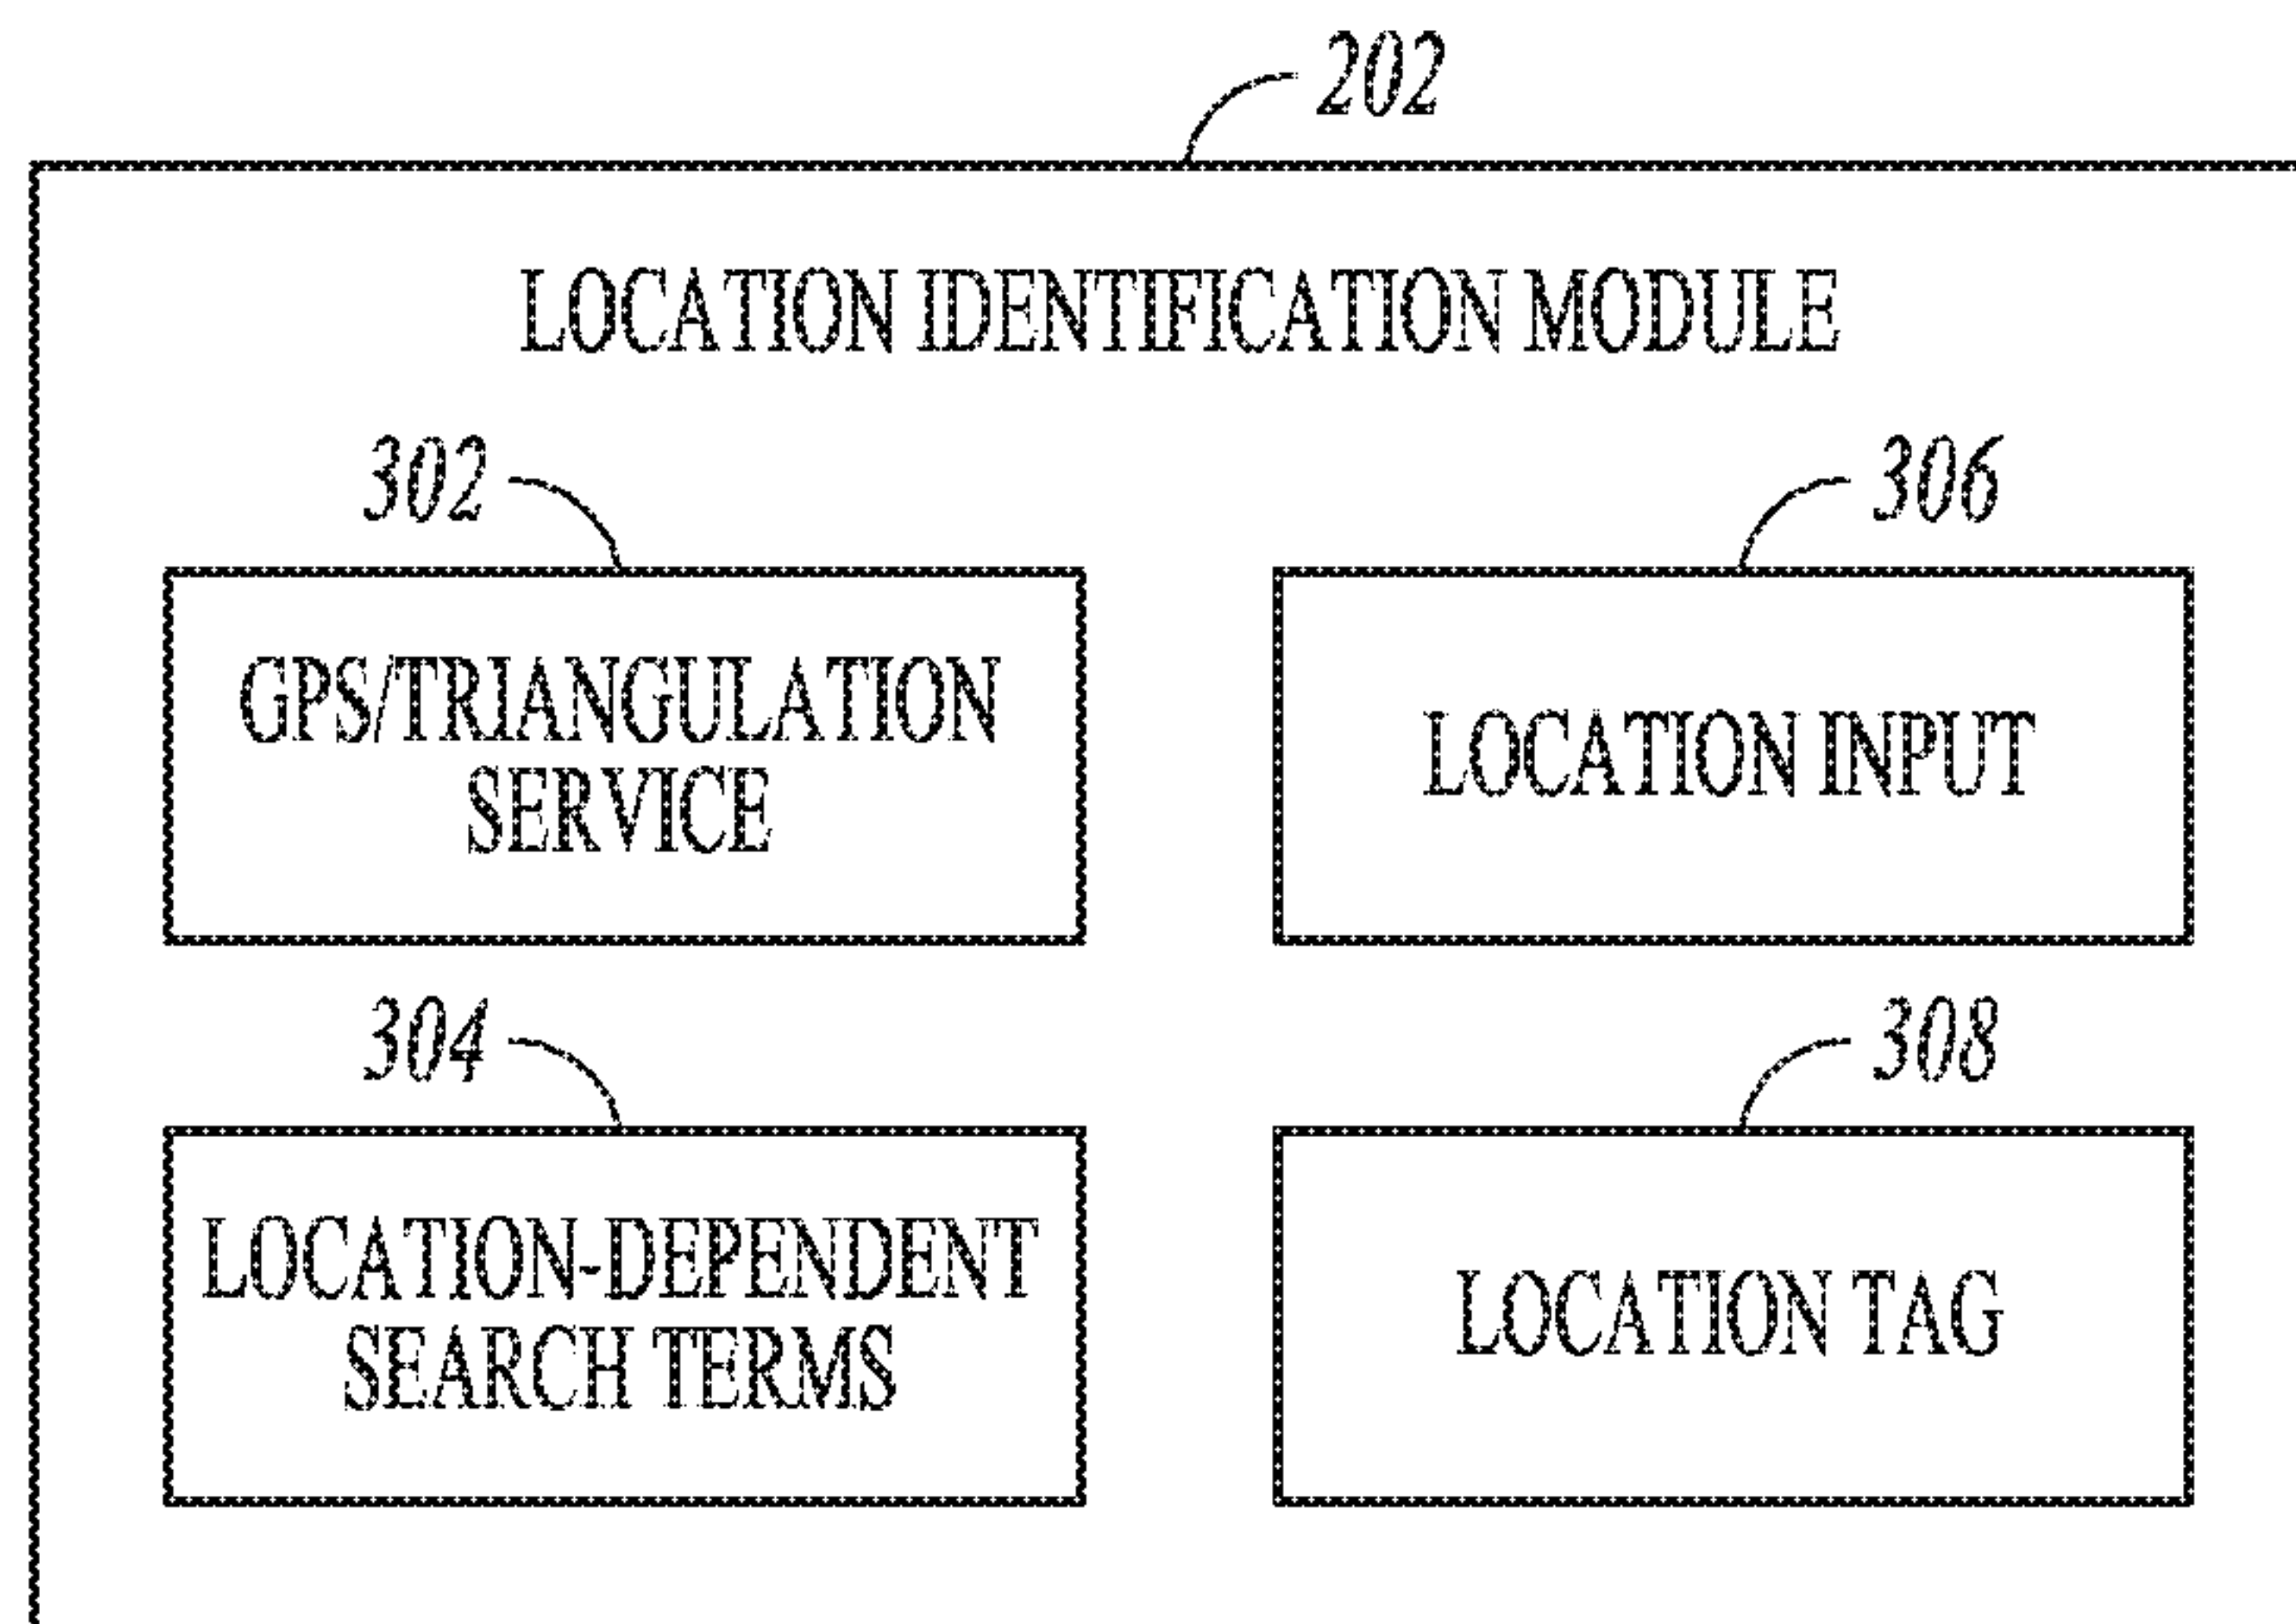 202
LOCATION IDENTIFICATION MODULE
302
306
GPS/TRIANGULATION
SERVICE
LOCATION INPUT
304
308
LOCATION-DEPENDENT
SEARCH TERMS
LOCATION TAG